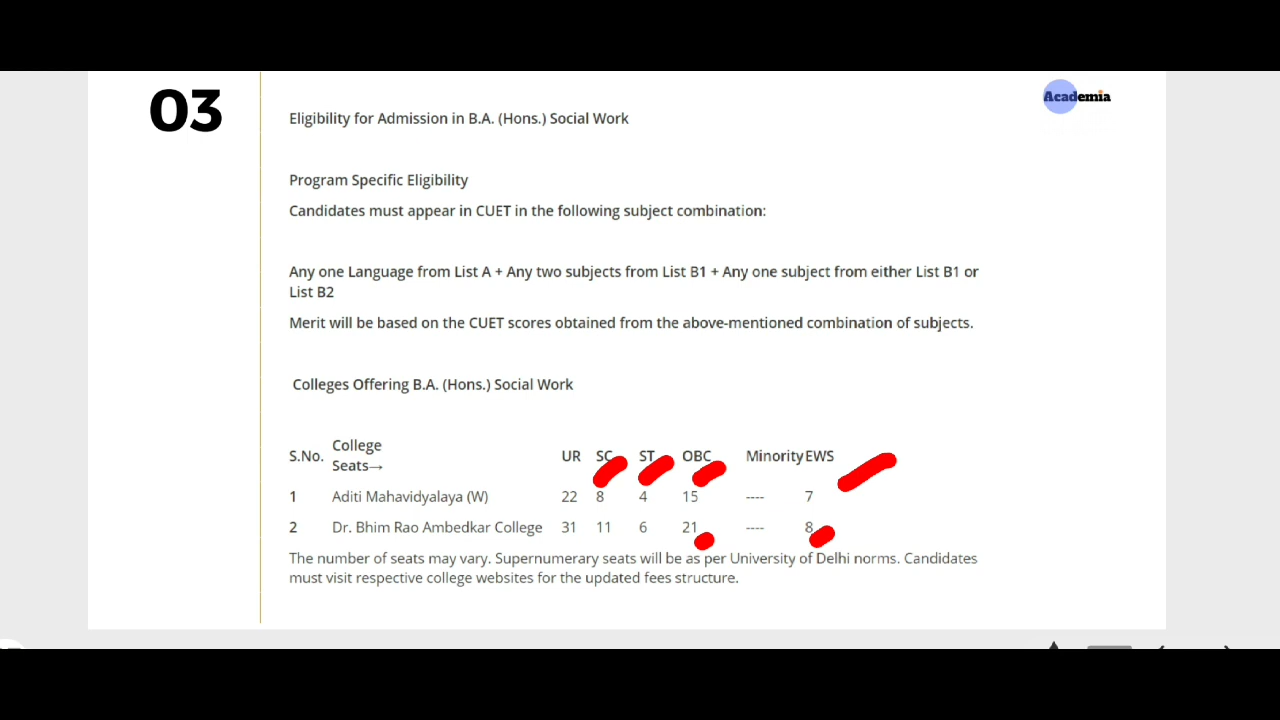 03
Academia
Eligibility for Admission in B.A. (Hons.) Social Work
Program Specific Eligibility
Candidates must appear in CUET in the following subject combination:
Any one Language from List A + Any two subjects from List B1 + Any one subject from either List B1 or
List B2
Merit will be based on the CUET scores obtained from the above-mentioned combination of subjects.
Colleges Offering B.A. (Hons.) Social Work
S.No. College Seats→ UR SC ST OBC Minority EWS
1 Aditi Mahavidyalaya (W) 22 8 4 15 ---- 7
2 Dr. Bhim Rao Ambedkar College 31 11 6 21 ---- 8
The number of seats may vary. Supernumerary seats will be as per University of Delhi norms. Candidates
must visit respective college websites for the updated fees structure.